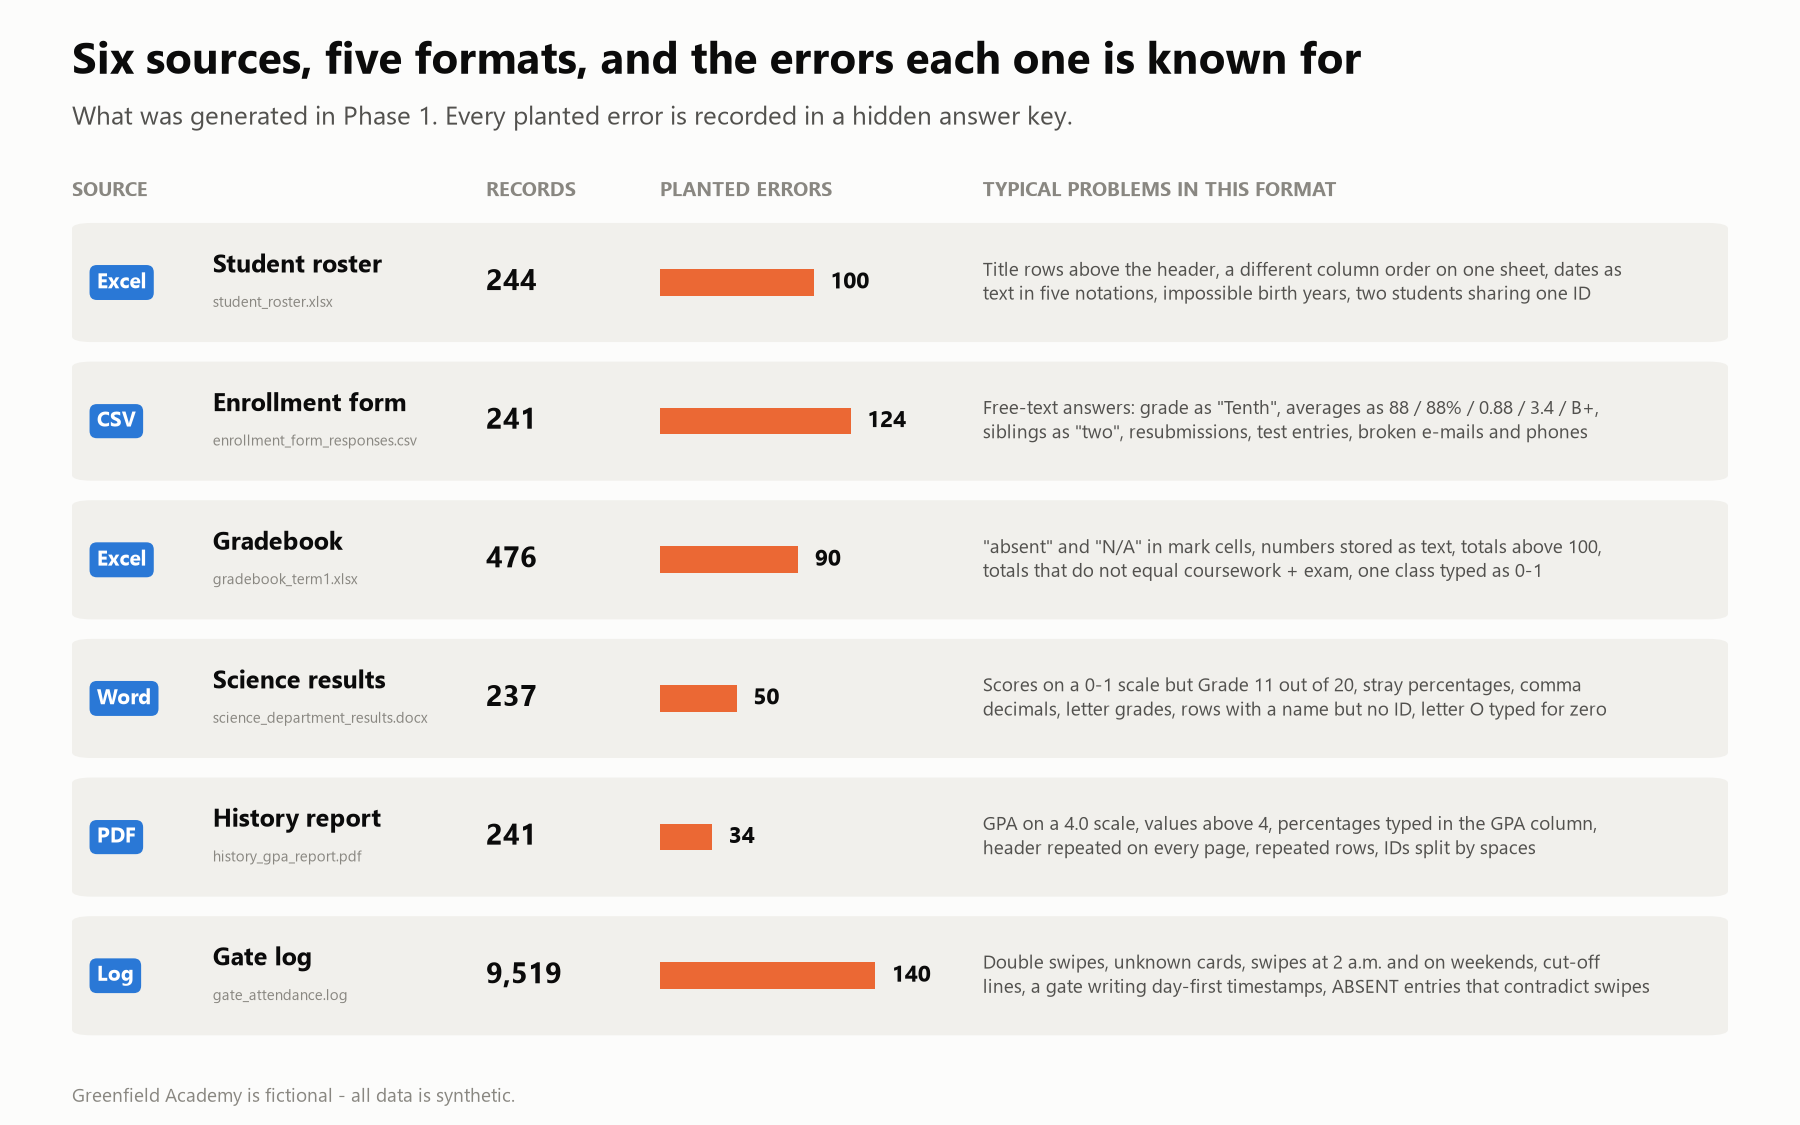 Six sources, five formats, and the errors each one is known for
What was generated in Phase 1. Every planted error is recorded in a hidden answer key.
SOURCE RECORDS PLANTED ERRORS TYPICAL PROBLEMS IN THIS FORMAT
Excel
Student roster
student_roster.xlsx
244
100
Title rows above the header, a different column order on one sheet, dates as
text in five notations, impossible birth years, two students sharing one ID
CSV
Enrollment form
enrollment_form_responses.csv
241
124
Free-text answers: grade as "Tenth", averages as 88 / 88% / 0.88 / 3.4 / B+,
siblings as "two", resubmissions, test entries, broken e-mails and phones
Excel
Gradebook
gradebook_term1.xlsx
476
90
"absent" and "N/A" in mark cells, numbers stored as text, totals above 100,
totals that do not equal coursework + exam, one class typed as 0-1
Word
Science results
science_department_results.docx
237
50
Scores on a 0-1 scale but Grade 11 out of 20, stray percentages, comma
decimals, letter grades, rows with a name but no ID, letter O typed for zero
PDF
History report
history_gpa_report.pdf
241
34
GPA on a 4.0 scale, values above 4, percentages typed in the GPA column,
header repeated on every page, repeated rows, IDs split by spaces
Log
Gate log
gate_attendance.log
9,519
140
Double swipes, unknown cards, swipes at 2 a.m. and on weekends, cut-off
lines, a gate writing day-first timestamps, ABSENT entries that contradict swipes
Greenfield Academy is fictional - all data is synthetic.